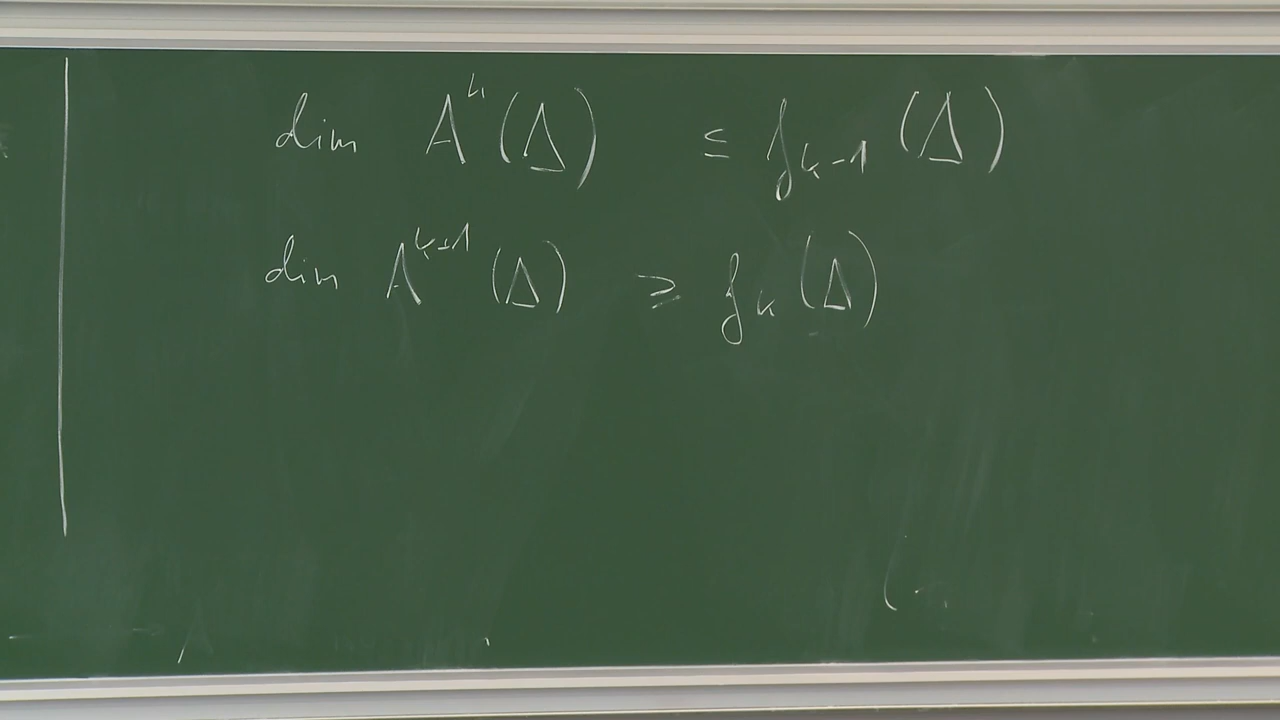 dim A^k (Δ) ≤ f_{k-1} (Δ)
dim A^{k+1} (Δ) ≥ f_k (Δ)